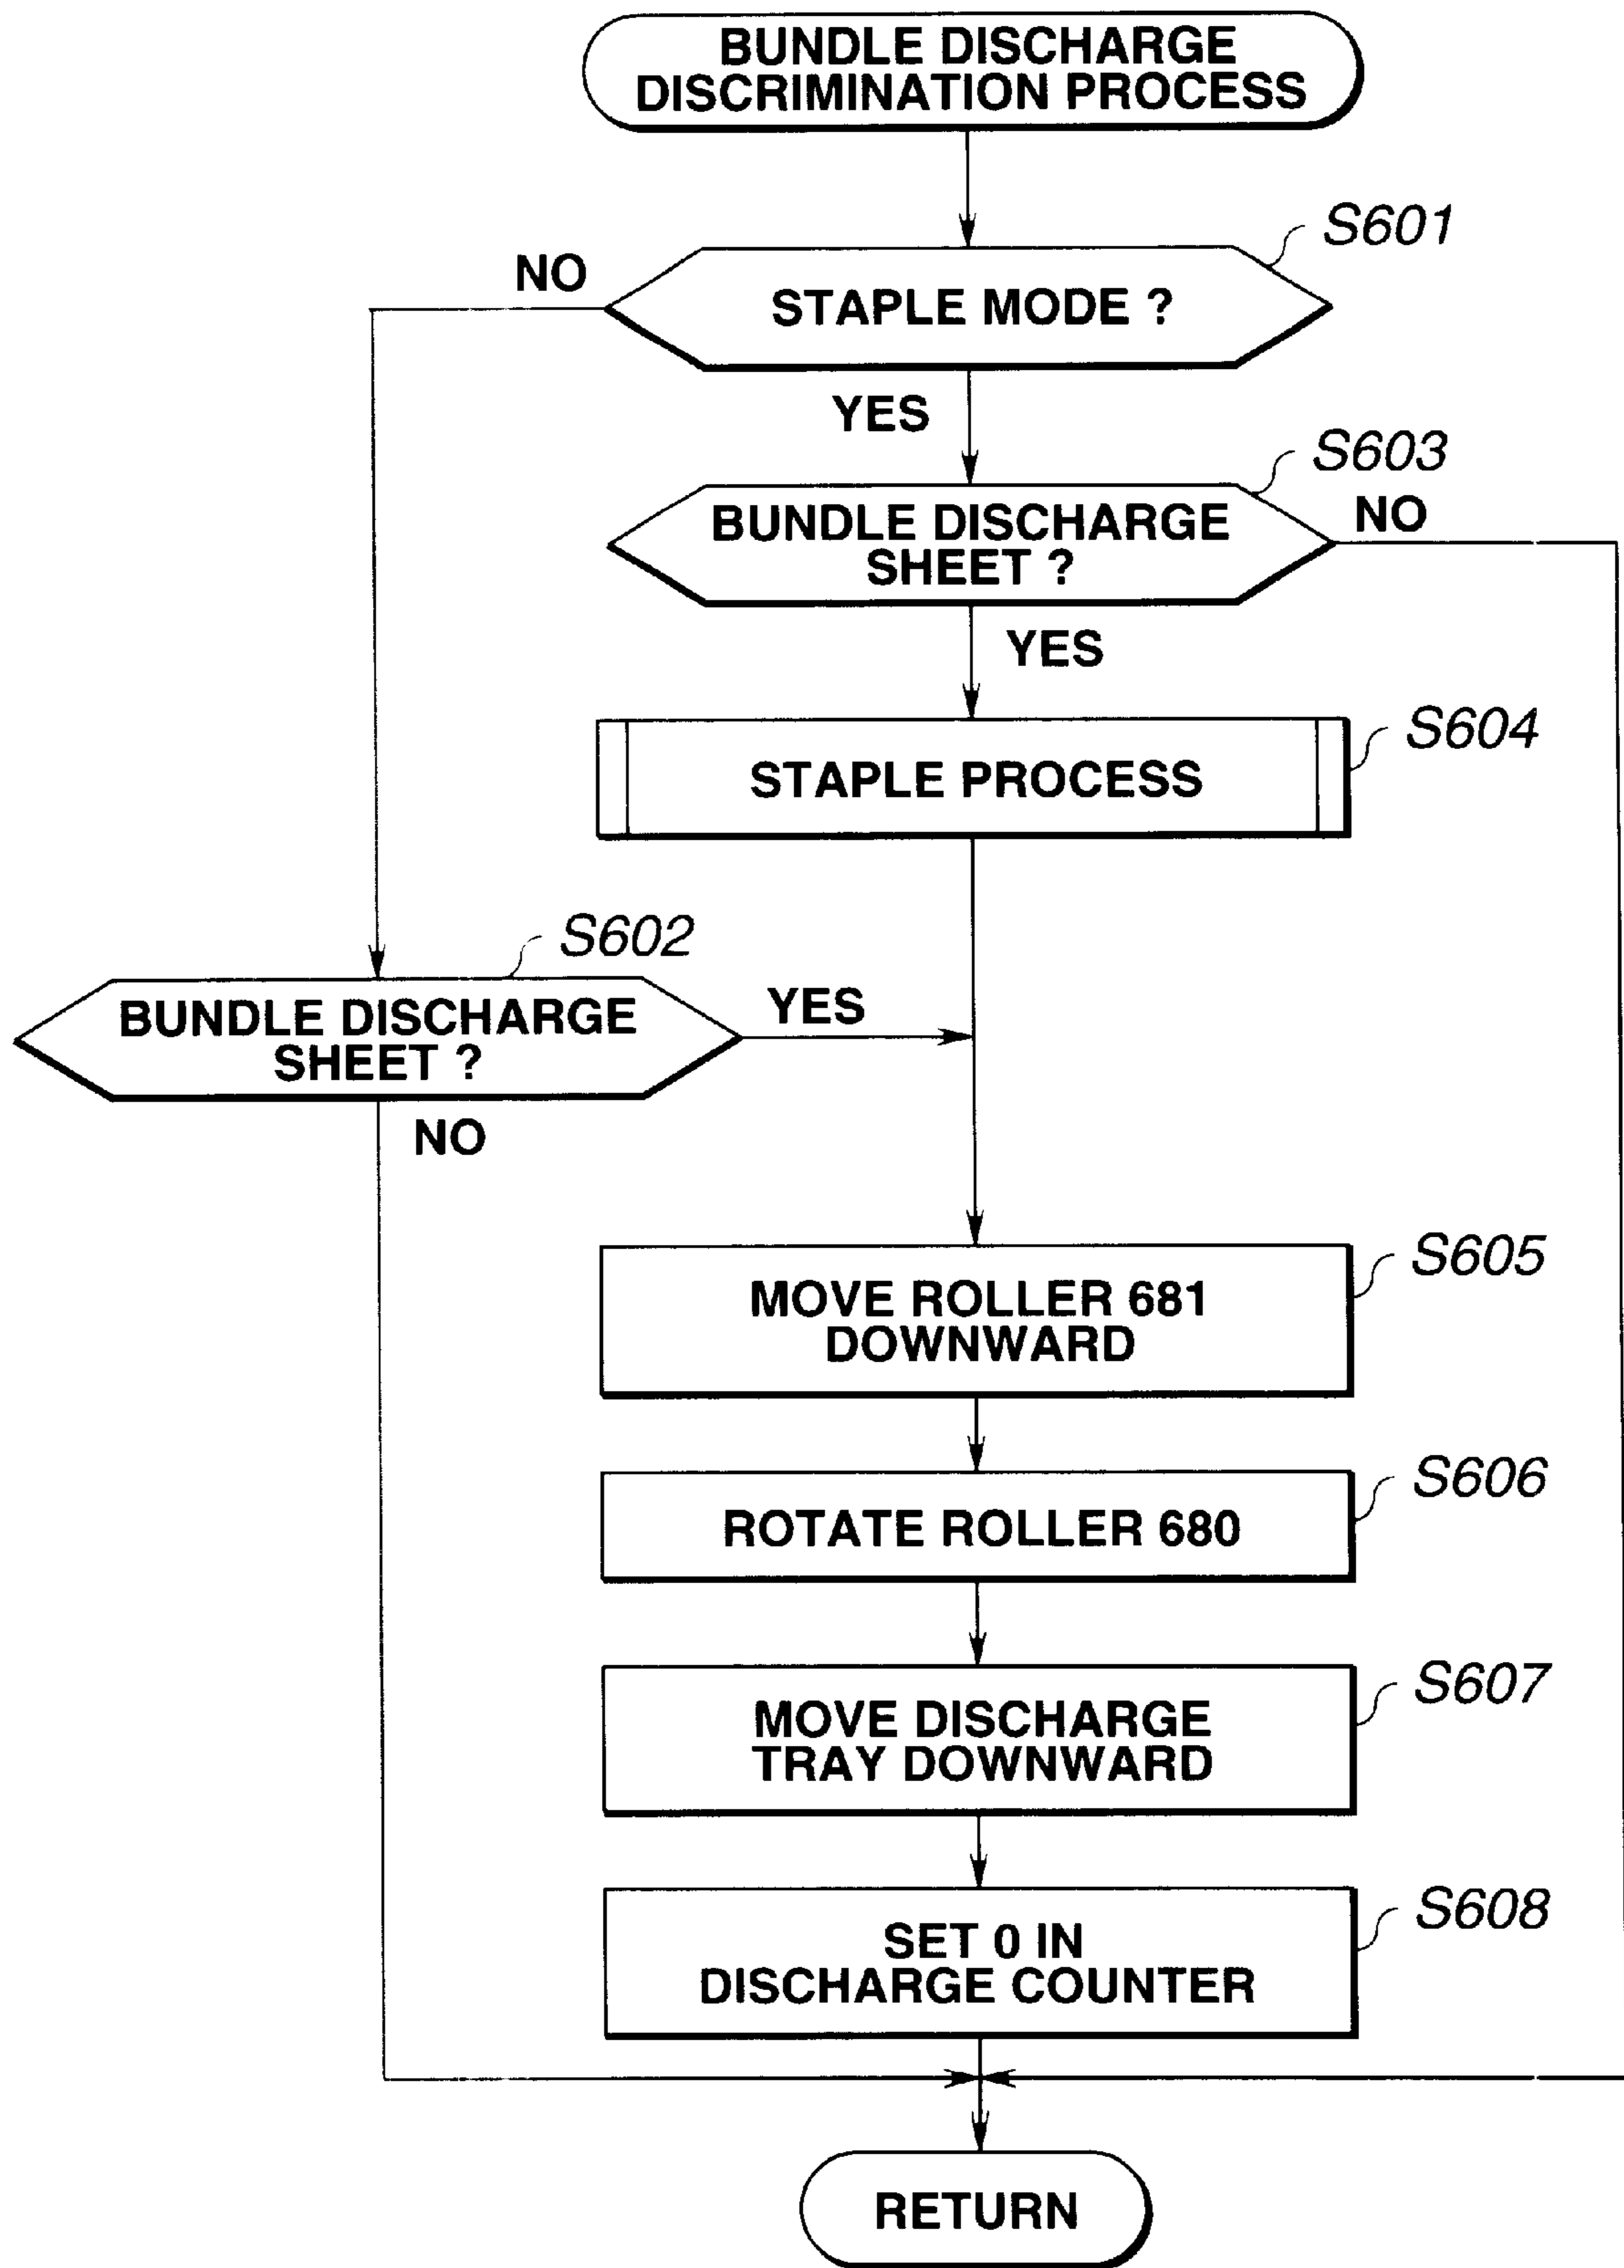 BUNDLE DISCHARGE
DISCRIMINATION PROCESS
S601
NO
STAPLE MODE ?
YES
S603
BUNDLE DISCHARGE
SHEET ?
NO
YES
S604
STAPLE PROCESS
S602
BUNDLE DISCHARGE
SHEET ?
YES
NO
S605
MOVE ROLLER 681
DOWNWARD
S606
ROTATE ROLLER 680
S607
MOVE DISCHARGE
TRAY DOWNWARD
S608
SET 0 IN
DISCHARGE COUNTER
RETURN